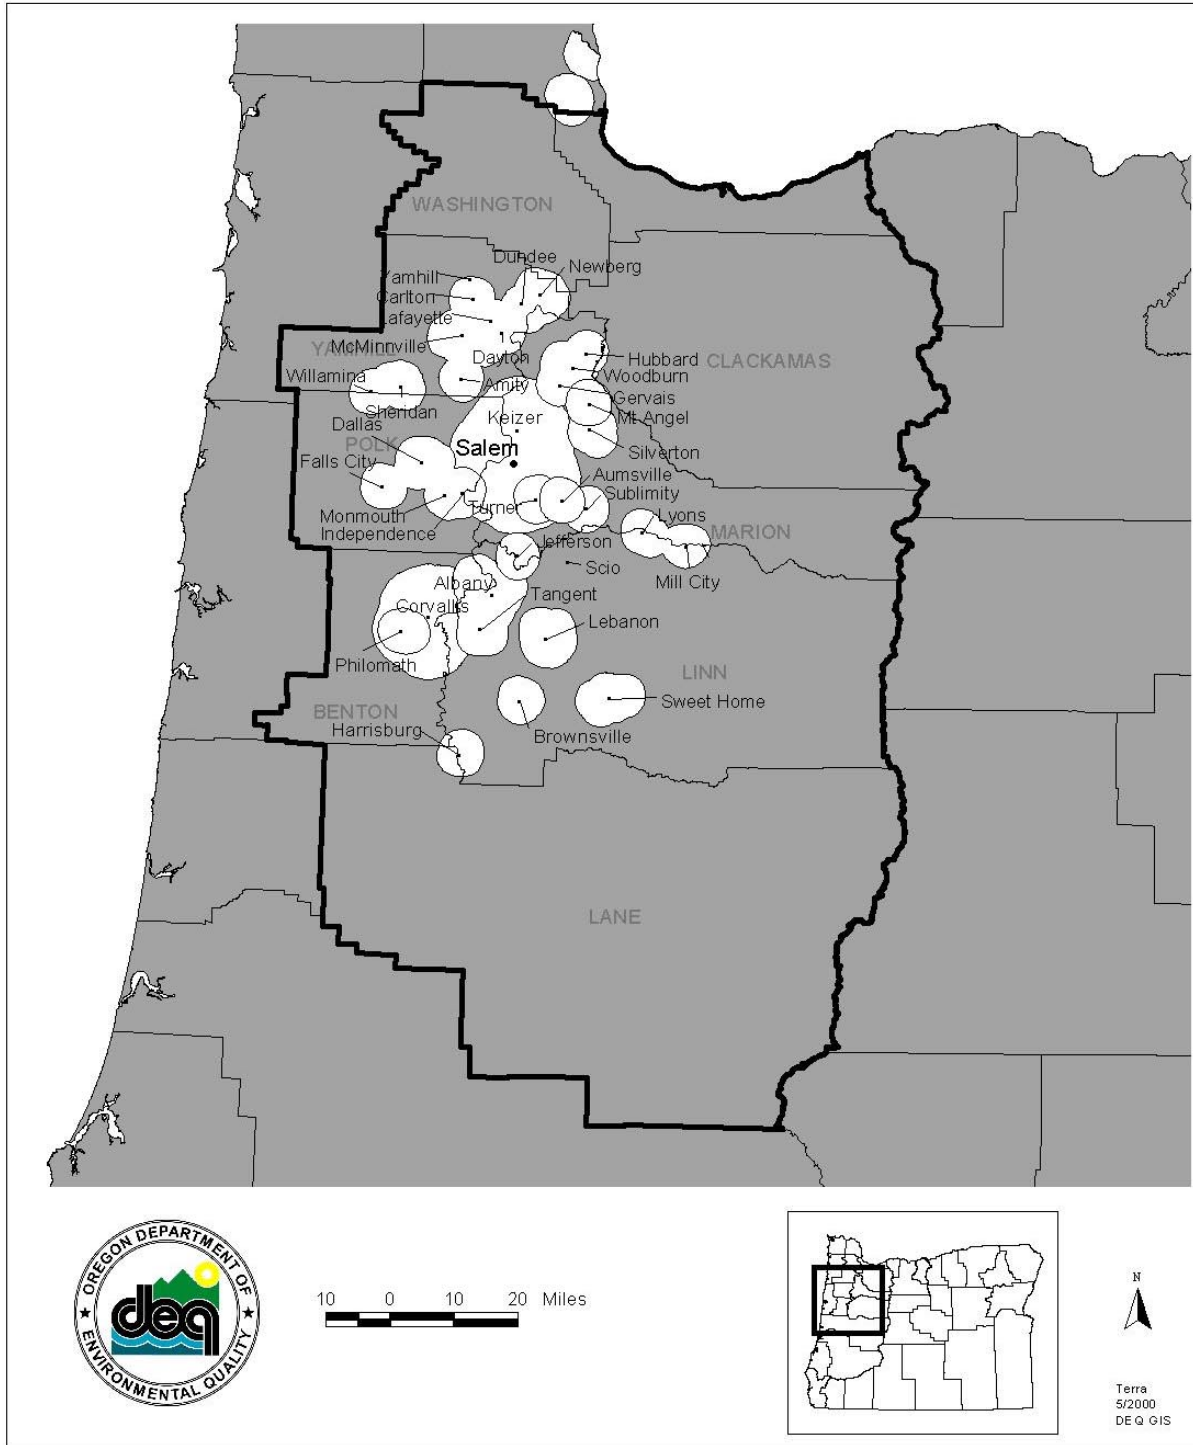 WASHINGTON
Dundee
Newberg
Yamhill
Carlton
Lafayette
McMinnville
YAMHILL
Dayton
Hubbard
CLACKAMAS
Woodburn
Willamina
Amity
Gervais
Sheridan
Keizer
Mt Angel
Dallas
POLK
Salem
Silverton
Falls City
Aumsville
Sublimity
Turner
Monmouth
Lyons
Independence
MARION
Jefferson
Scio
Mill City
Albany
Tangent
Corvallis
Lebanon
Philomath
LINN
Sweet Home
BENTON
Harrisburg
Brownsville
LANE
OREGON DEPARTMENT OF
deq
ENVIRONMENTAL QUALITY
10 0 10 20 Miles
N
Terra
5/2000
DEQ GIS